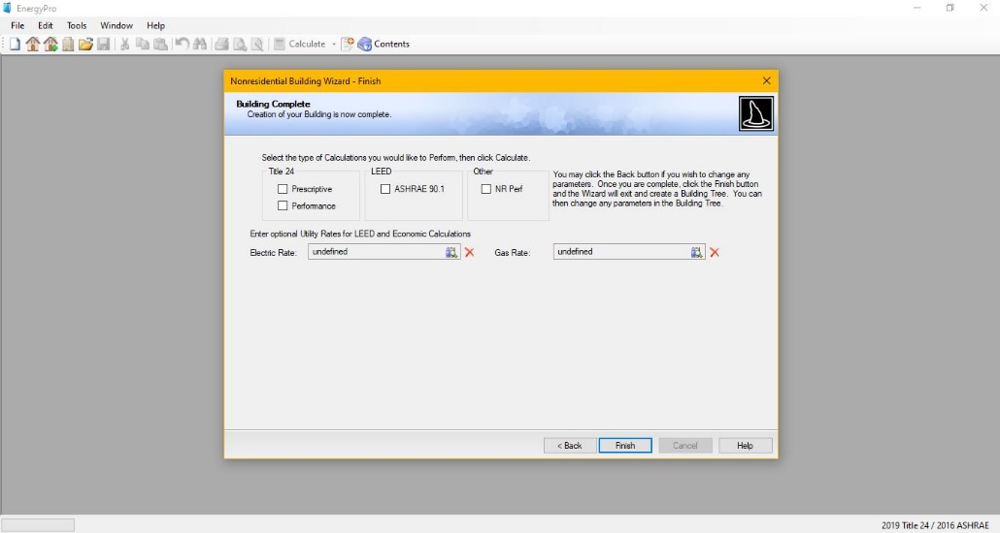 EnergyPro
File Edit Tools Window Help
Calculate Contents
Nonresidential Building Wizard - Finish
Building Complete
Creation of your Building is now complete.
Select the type of Calculations you would like to Perform, then click Calculate.
Title 24 LEED Other
Prescriptive ASHRAE 90.1 NR Perf
Performance
You may click the Back button if you wish to change any
parameters. Once you are complete, click the Finish button
and the Wizard will exit and create a Building Tree. You can
then change any parameters in the Building Tree.
Enter optional Utility Rates for LEED and Economic Calculations
Electric Rate: undefined Gas Rate: undefined
< Back Finish Cancel Help
2019 Title 24 / 2016 ASHRAE